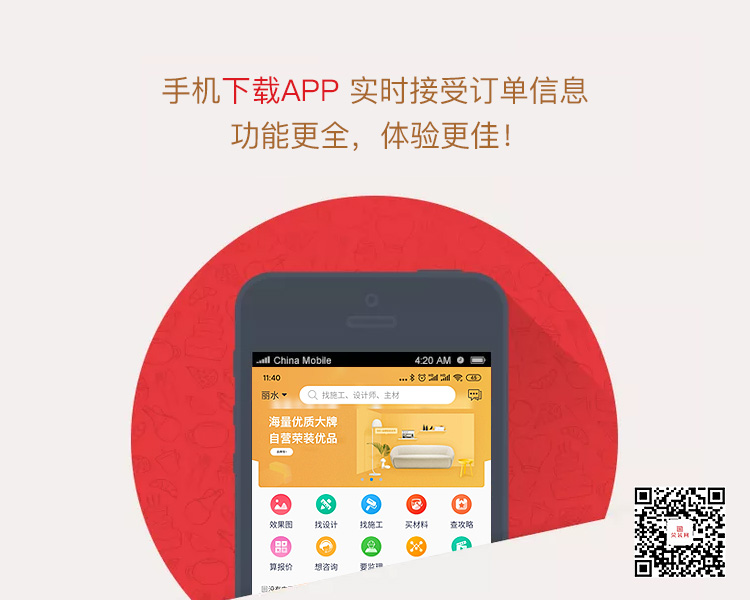 手机下载APP 实时接受订单信息
功能更全，体验更佳！
China Mobile 4:20 AM
11:40 45
丽水 找施工、设计师、主材
海量优质大牌
自营荣装优品
效果图 找设计 找施工 买材料 查攻略
算报价 想咨询 要监理